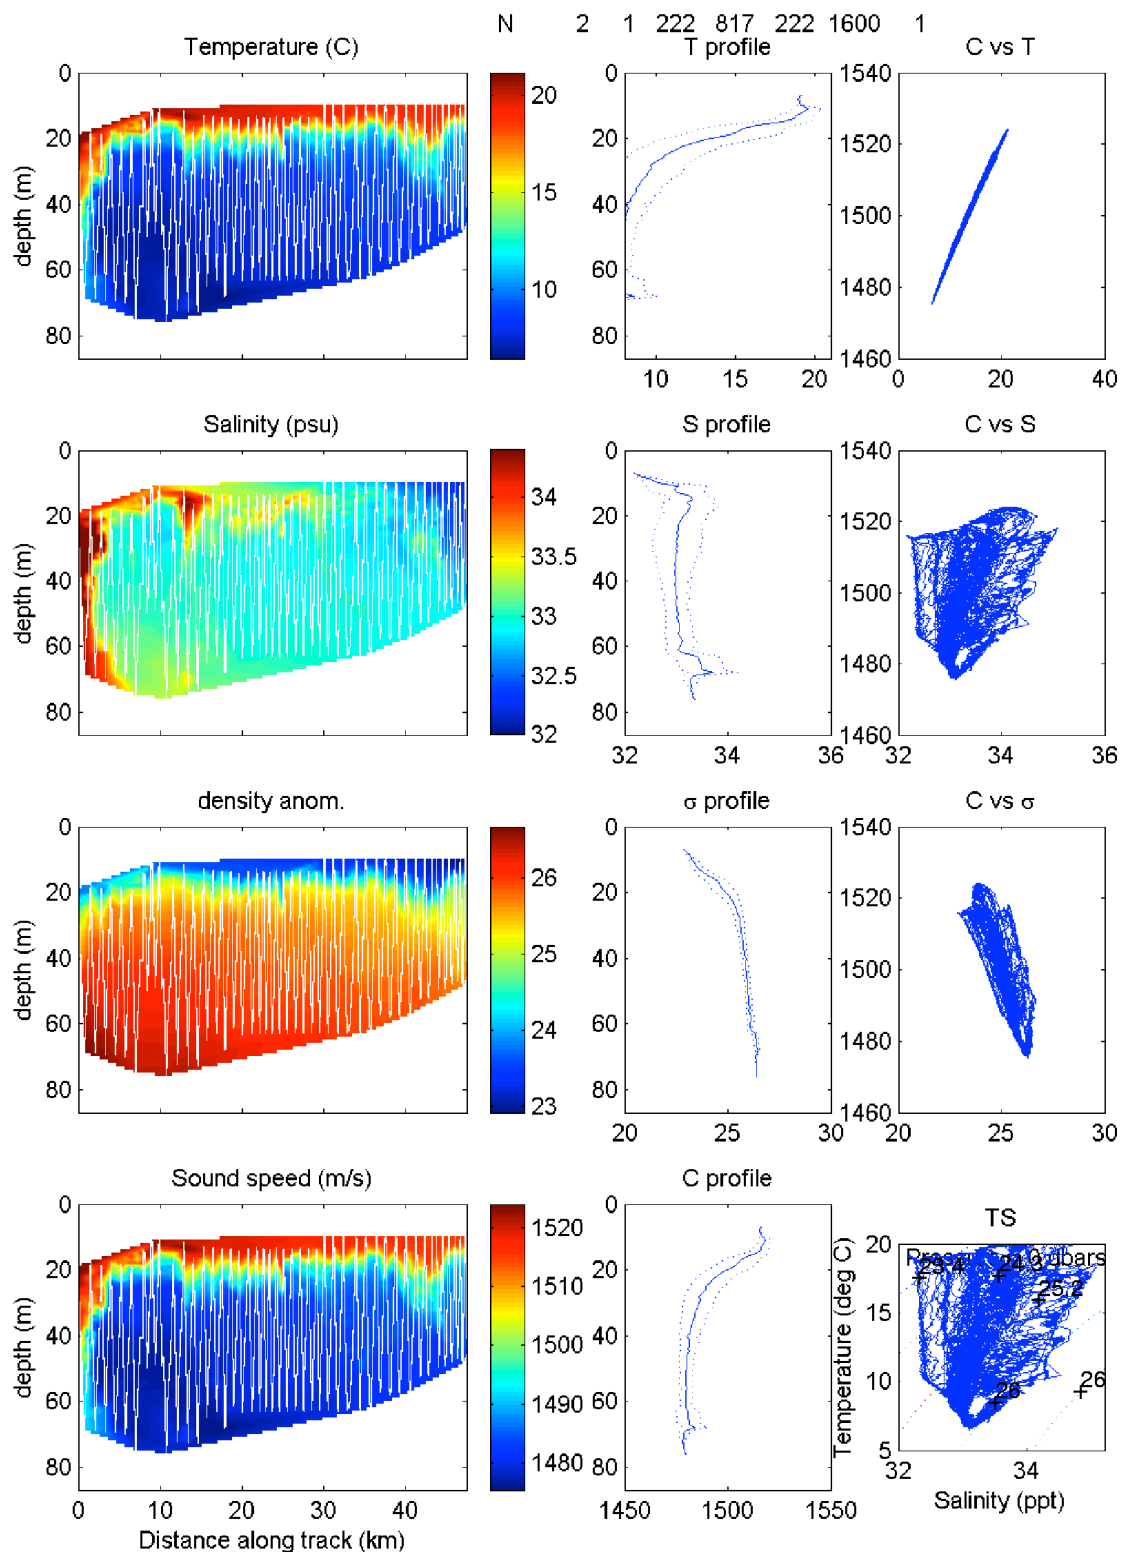 N 2 1 222 817 222 1600 1
Temperature (C) T profile C vs T
0 20 40 60 80
depth (m)
20 15 10
0 20 40 60 80
10 15 20
1540 1520 1500 1480 1460
0 20 40
Salinity (psu) S profile C vs S
0 20 40 60 80
depth (m)
34 33.5 33 32.5 32
0 20 40 60 80
32 34 36
1540 1520 1500 1480 1460
32 34 36
density anom. σ profile C vs σ
0 20 40 60 80
depth (m)
26 25 24 23
0 20 40 60 80
20 25 30
1540 1520 1500 1480 1460
20 25 30
Sound speed (m/s) C profile TS
0 20 40 60 80
depth (m)
0 10 20 30 40
Distance along track (km)
1520 1510 1500 1490 1480
0 20 40 60 80
1450 1500 1550
Temperature (deg C)
20 15 10 5
23.4 24.3 25.2 26 26
32 34
Salinity (ppt)